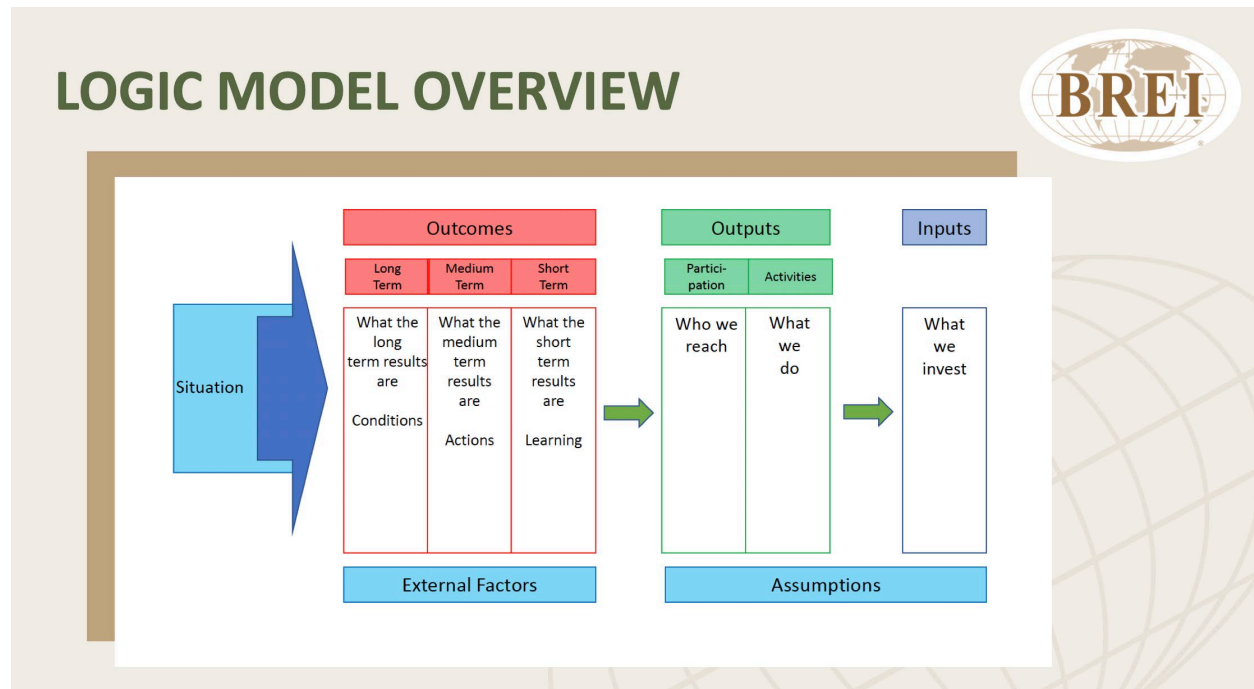 LOGIC MODEL OVERVIEW
BREI
®
Situation
Outcomes
Long
Term
Medium
Term
Short
Term
What the
long
term results
are
Conditions
What the
medium
term
results
are
Actions
What the
short
term
results
are
Learning
External Factors
Outputs
Partici-
pation
Activities
Who we
reach
What
we
do
Inputs
What
we
invest
Assumptions